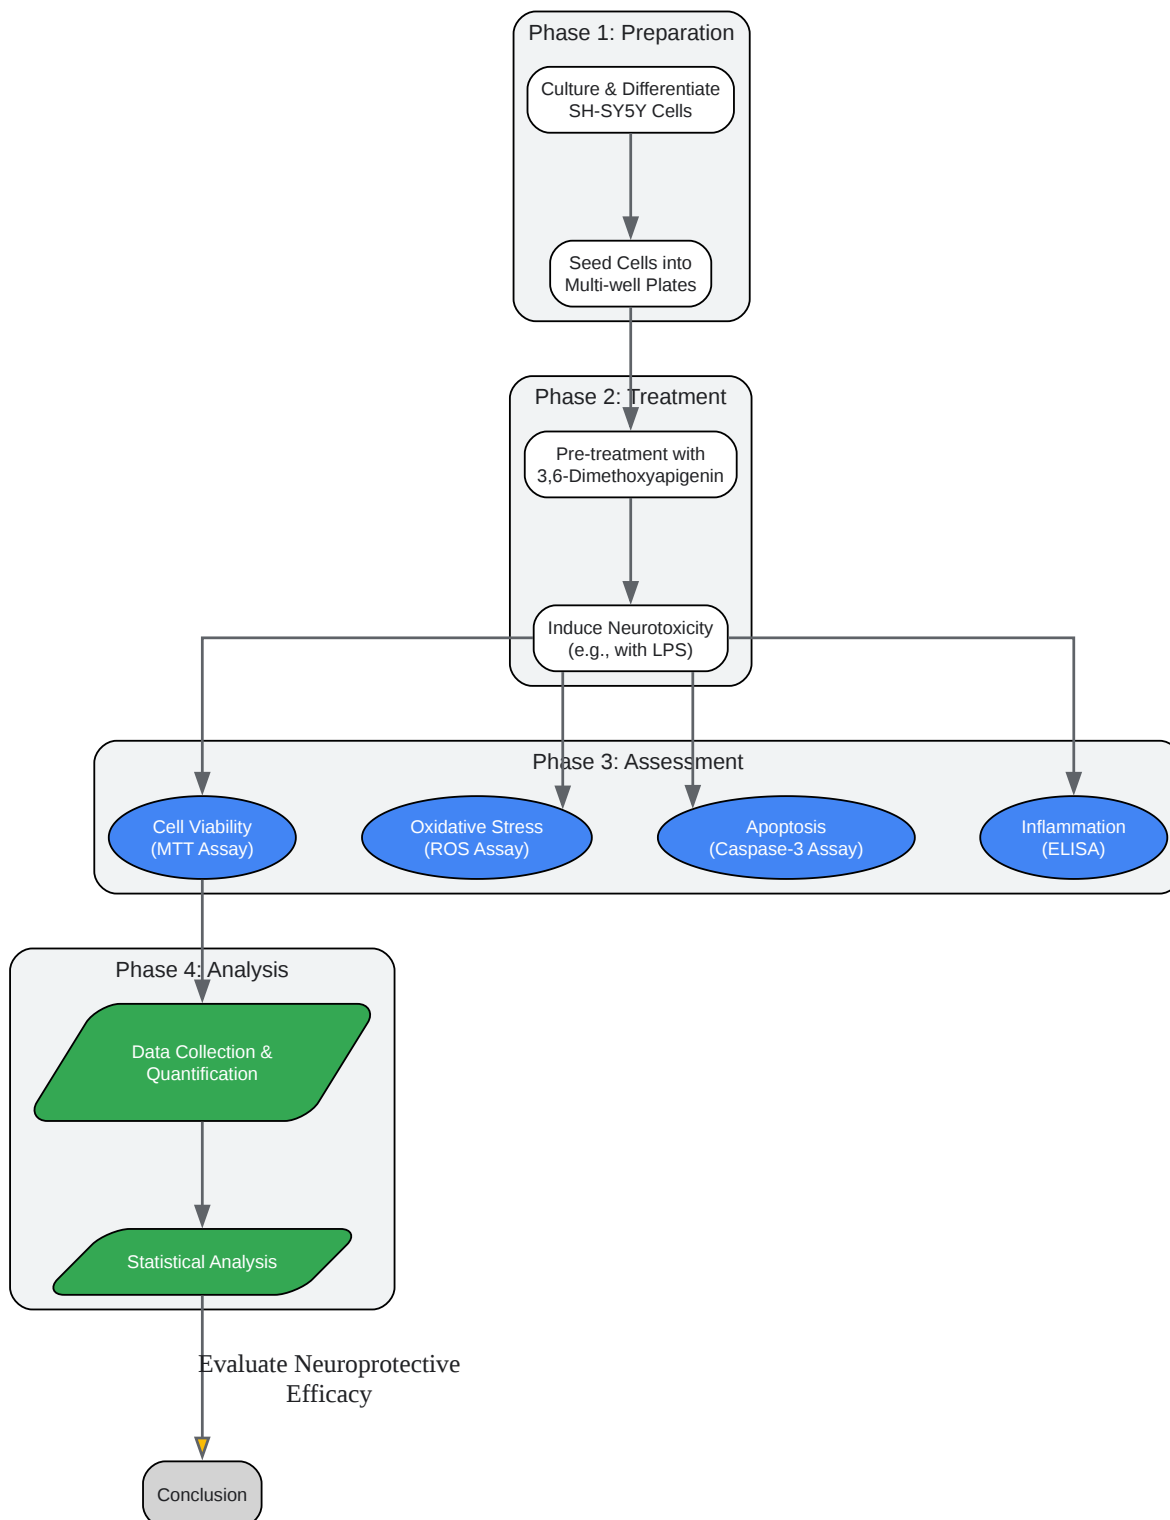 Phase 1: Preparation
Culture & Differentiate
SH-SY5Y Cells
Seed Cells into
Multi-well Plates
Phase 2: Treatment
Pre-treatment with
3,6-Dimethoxyapigenin
Induce Neurotoxicity
(e.g., with LPS)
Phase 3: Assessment
Cell Viability
(MTT Assay)
Oxidative Stress
(ROS Assay)
Apoptosis
(Caspase-3 Assay)
Inflammation
(ELISA)
Phase 4: Analysis
Data Collection &
Quantification
Statistical Analysis
Evaluate Neuroprotective
Efficacy
Conclusion